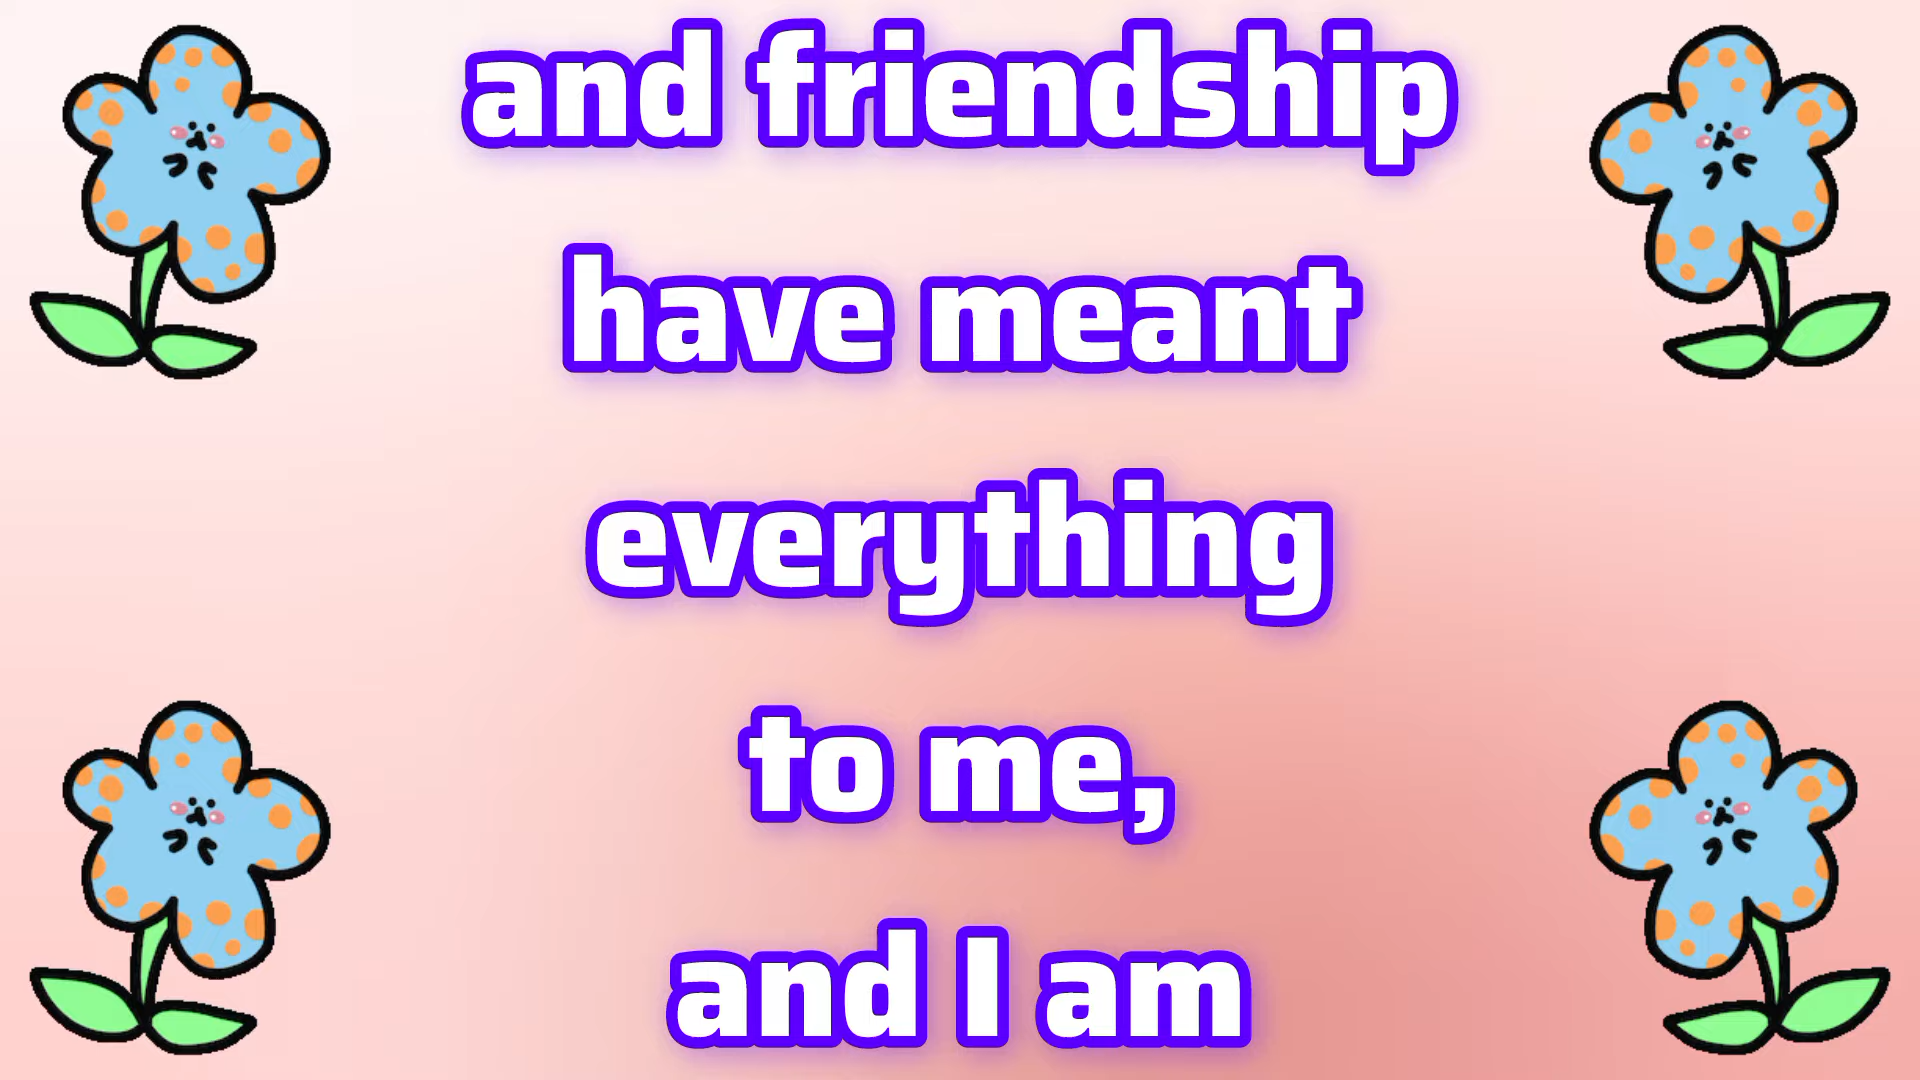 and friendship
have meant
everything
to me,
and I am